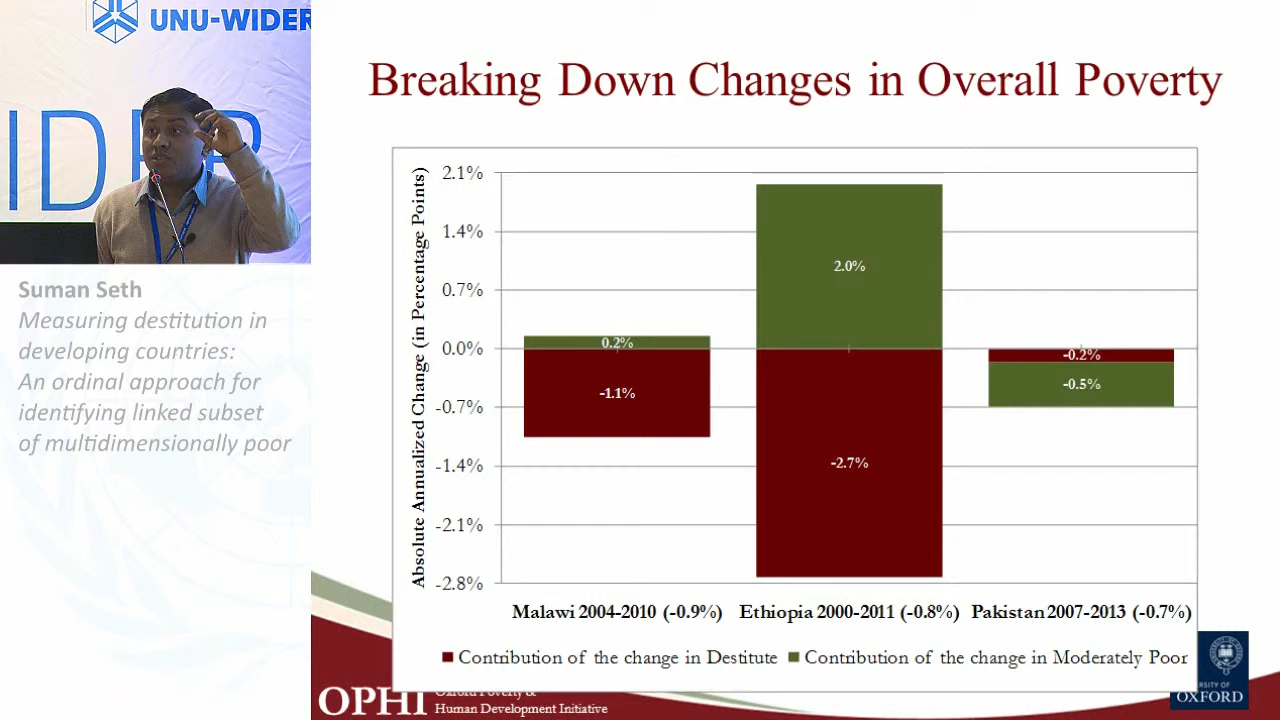 UNU-WIDER
IDER
Suman Seth
Measuring destitution in
developing countries:
An ordinal approach for
identifying linked subset
of multidimensionally poor
Breaking Down Changes in Overall Poverty
Absolute Annualized Change (in Percentage Points)
2.1%
1.4%
0.7%
0.0%
-0.7%
-1.4%
-2.1%
-2.8%
0.2%
-1.1%
2.0%
-2.7%
-0.2%
-0.5%
Malawi 2004-2010 (-0.9%) Ethiopia 2000-2011 (-0.8%) Pakistan 2007-2013 (-0.7%)
Contribution of the change in Destitute Contribution of the change in Moderately Poor
OPHI
Oxford Poverty &
Human Development Initiative
RSITY OF
OXFORD